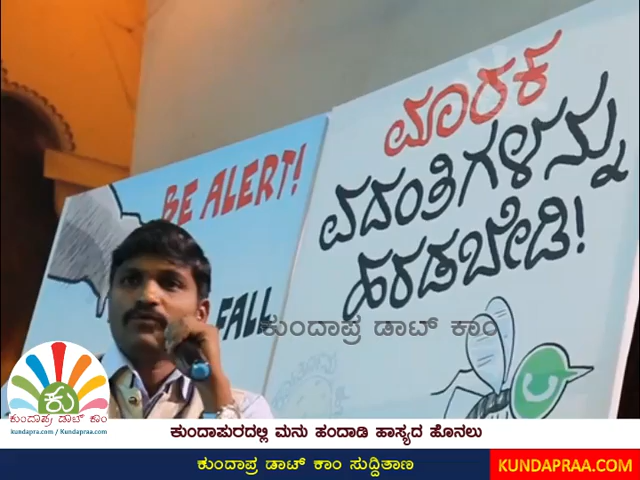 BE ALERT!
FALL
ಮಾರಕ
ವದಂತಿಗಳನ್ನು
ಹರಡಬೇಡಿ!
ಕುಂದಾಪ್ರ ಡಾಟ್ ಕಾಂ
ಕು
ಕುಂದಾಪ್ರ ಡಾಟ್ ಕಾಂ
kundapra.com / Kundapraa.com
ಕುಂದಾಪುರದಲ್ಲಿ ಮನು ಹಂದಾಡಿ ಹಾಸ್ಯದ ಹೊನಲು
ಕುಂದಾಪ್ರ ಡಾಟ್ ಕಾಂ ಸುದ್ದಿತಾಣ
KUNDAPRAA.COM